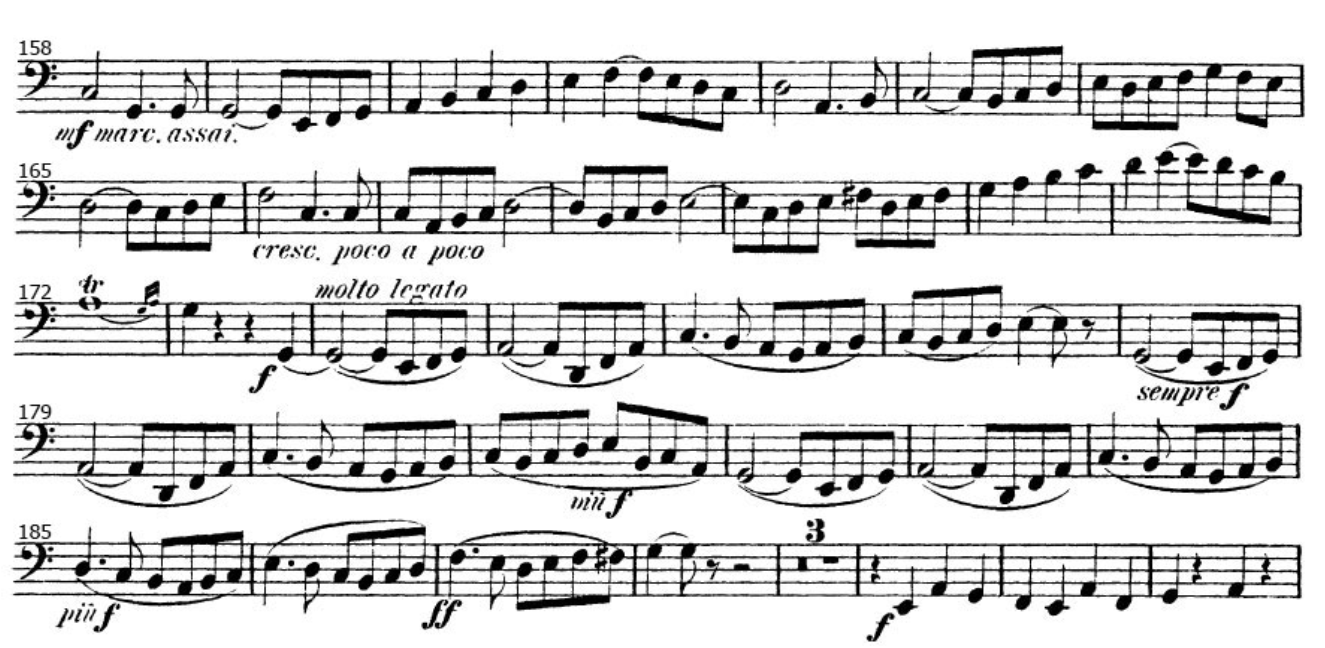 158
mf marc. assai.
165
cresc. poco a poco
172
tr
molto legato
f
sempre f
179
più f
185
3
più f
ff
f